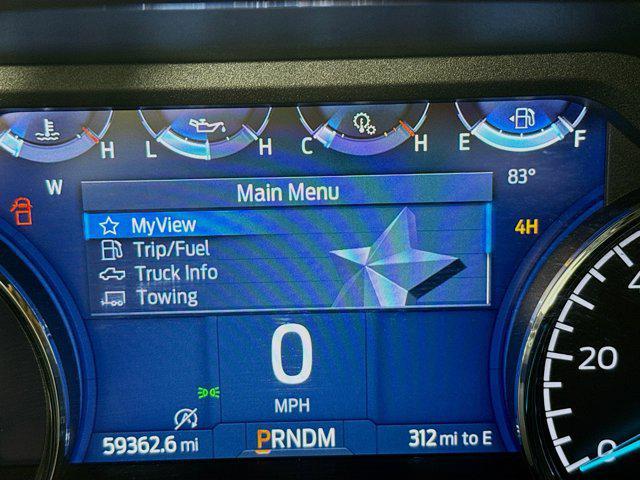 H L H C H E F
W 83°
Main Menu
MyView
4H
Trip/Fuel
Truck Info
Towing
0
MPH
20
0
59362.6 mi PRNDM 312 mi to E